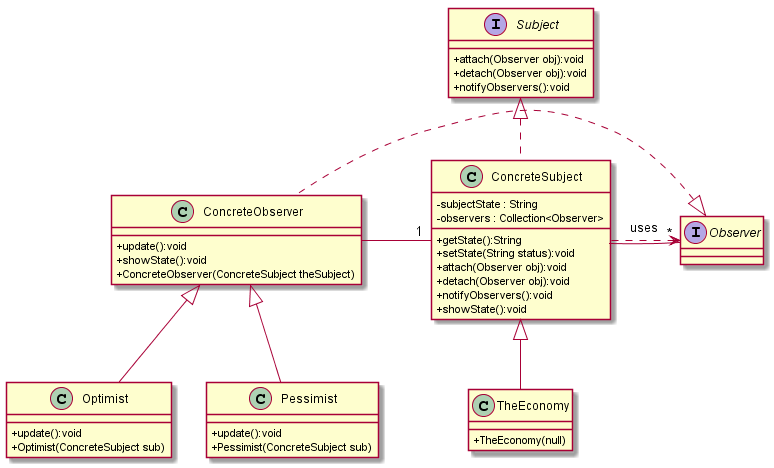 I Subject
+attach(Observer obj):void
+detach(Observer obj):void
+notifyObservers():void
C ConcreteObserver
+update():void
+showState():void
+ConcreteObserver(ConcreteSubject theSubject)
1
C ConcreteSubject
-subjectState : String
-observers : Collection<Observer>
+getState():String
+setState(String status):void
+attach(Observer obj):void
+detach(Observer obj):void
+notifyObservers():void
+showState():void
uses
*
I Observer
C Optimist
+update():void
+Optimist(ConcreteSubject sub)
C Pessimist
+update():void
+Pessimist(ConcreteSubject sub)
C TheEconomy
+TheEconomy(null)